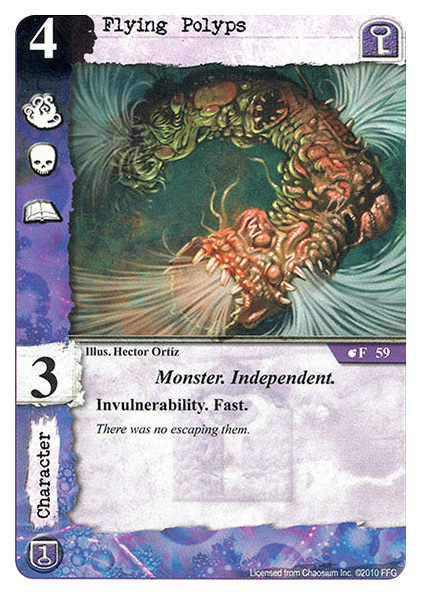 4
Flying Polyps
Illus. Hector Ortíz
F 59
3
Monster. Independent.
Invulnerability. Fast.
There was no escaping them.
Character
1
Licensed from Chaosium Inc. ©2010 FFG